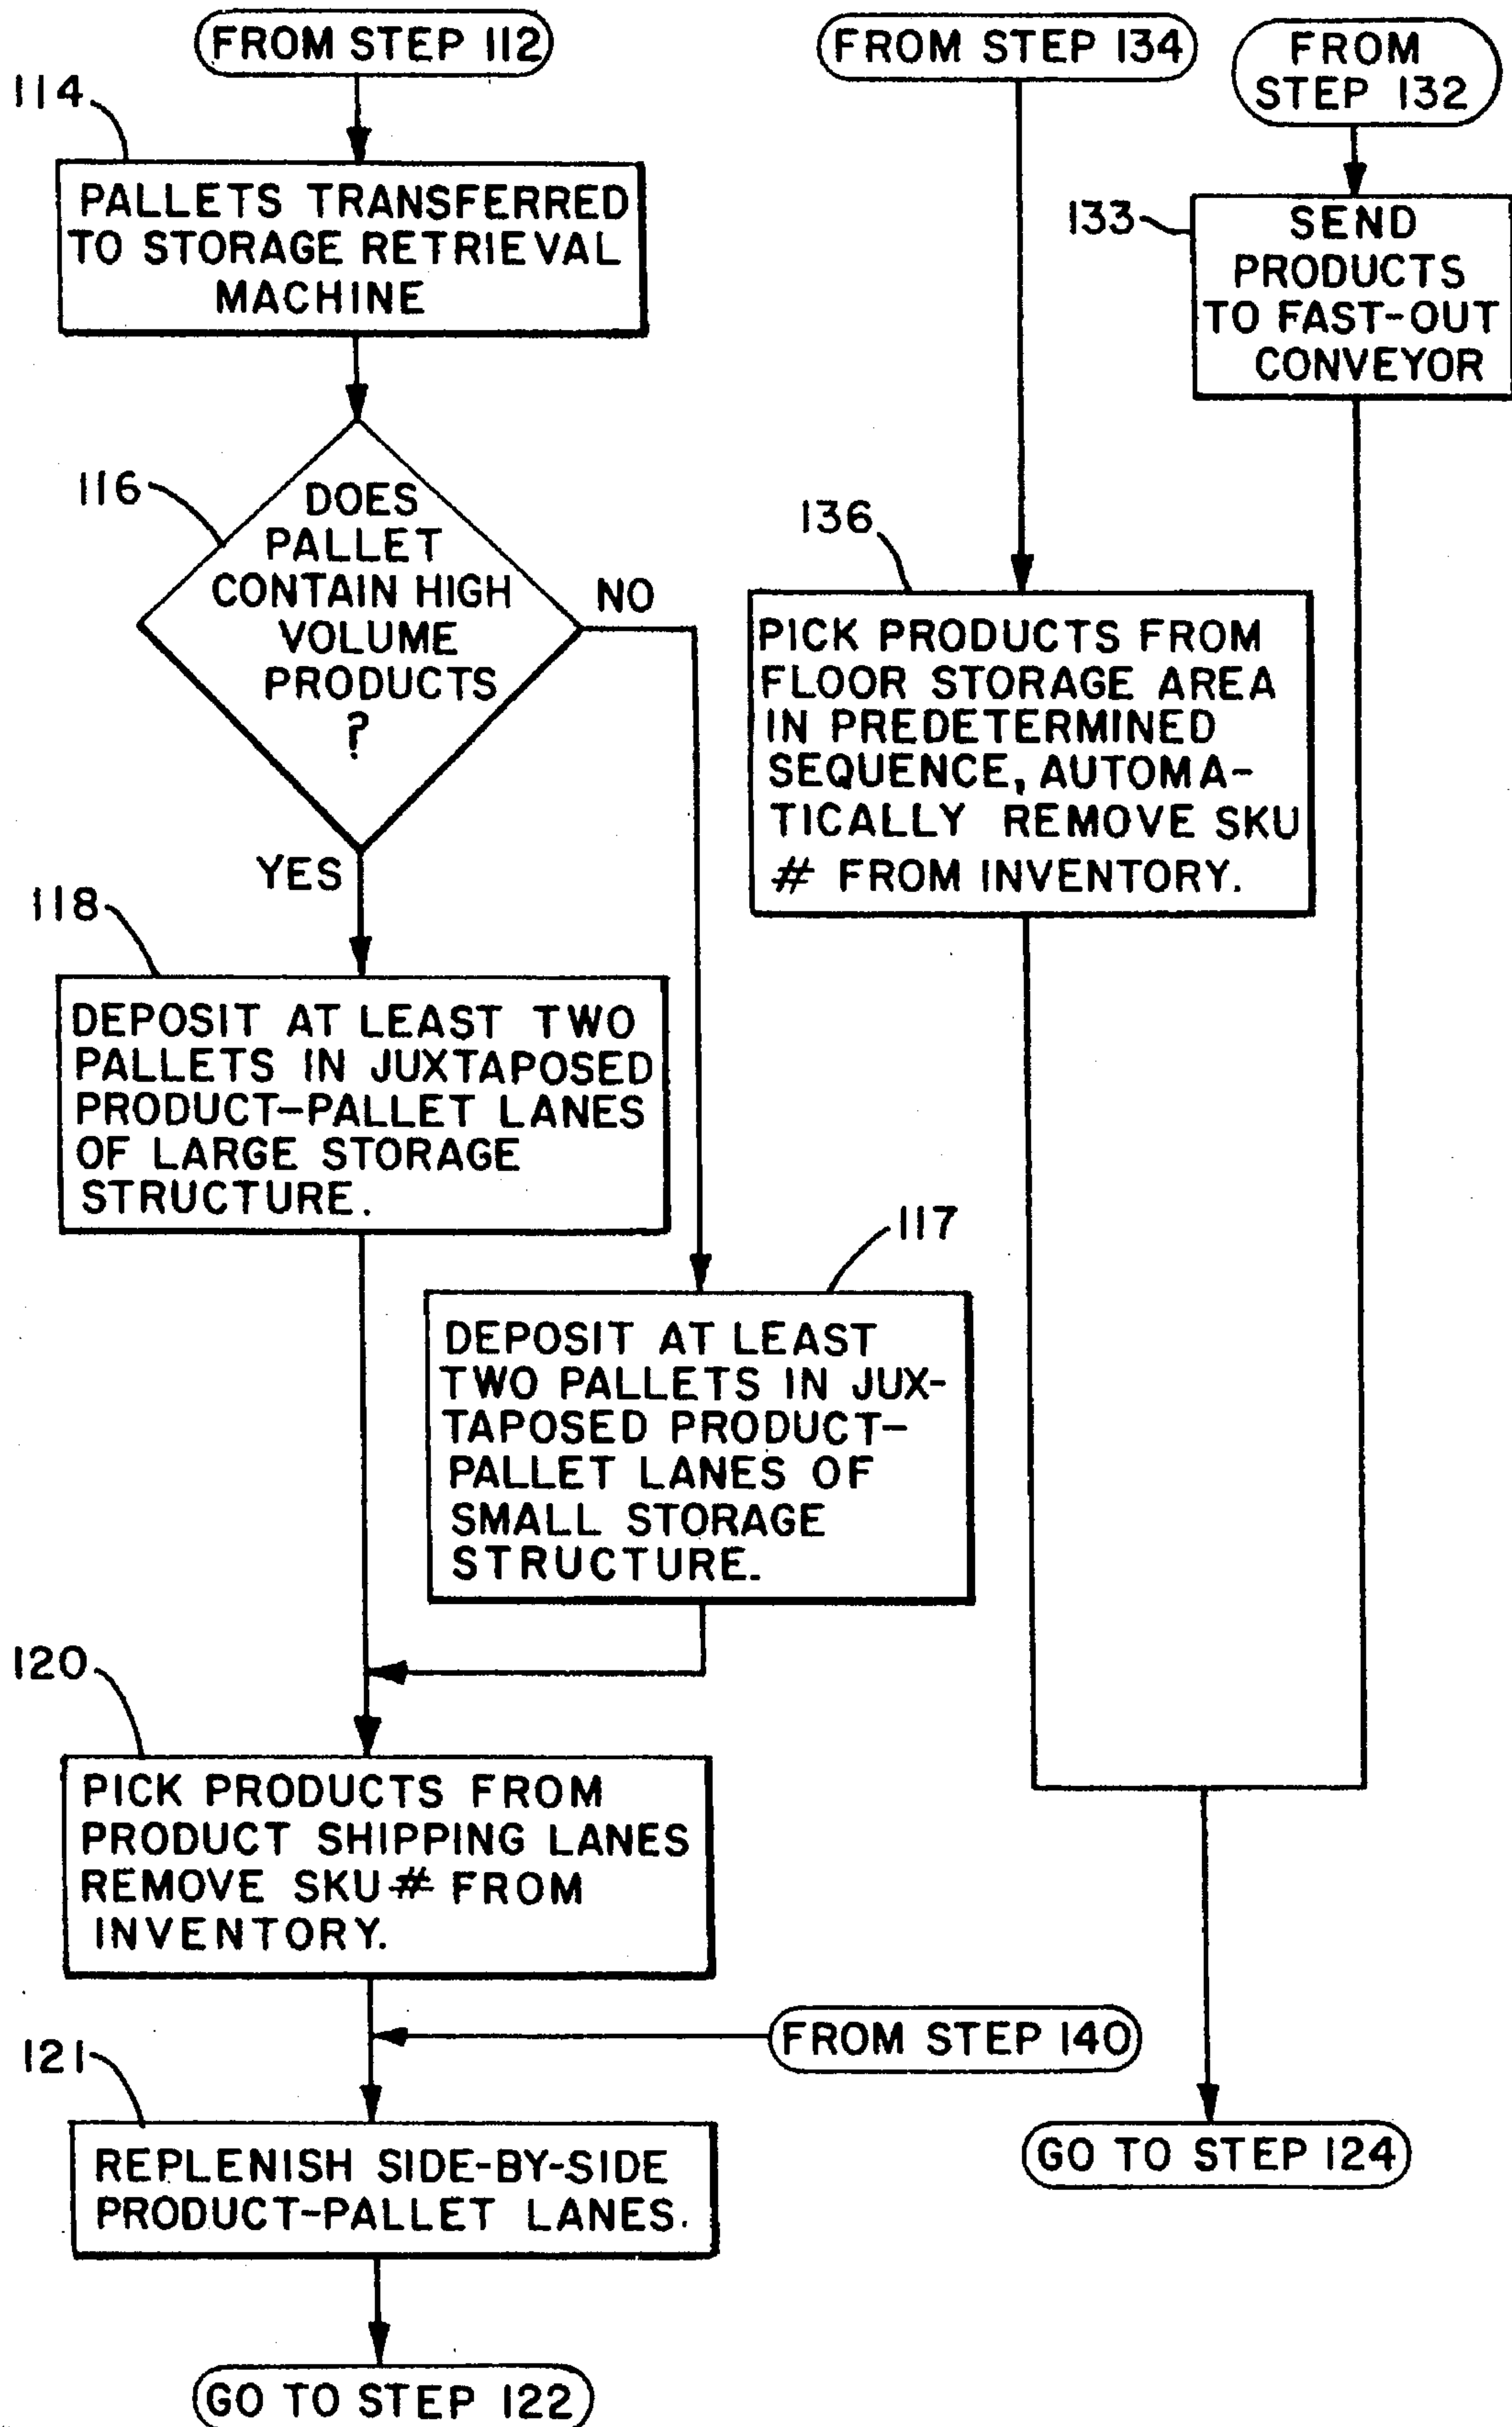 FROM STEP 112
114
PALLETS TRANSFERRED
TO STORAGE RETRIEVAL
MACHINE
116
DOES
PALLET
CONTAIN HIGH
VOLUME
PRODUCTS
?
NO
YES
118
DEPOSIT AT LEAST TWO
PALLETS IN JUXTAPOSED
PRODUCT-PALLET LANES
OF LARGE STORAGE
STRUCTURE.
117
DEPOSIT AT LEAST
TWO PALLETS IN JUX-
TAPOSED PRODUCT-
PALLET LANES OF
SMALL STORAGE
STRUCTURE.
120
PICK PRODUCTS FROM
PRODUCT SHIPPING LANES
REMOVE SKU # FROM
INVENTORY.
FROM STEP 140
121
REPLENISH SIDE-BY-SIDE
PRODUCT-PALLET LANES.
GO TO STEP 122
FROM STEP 134
136
PICK PRODUCTS FROM
FLOOR STORAGE AREA
IN PREDETERMINED
SEQUENCE, AUTOMA-
TICALLY REMOVE SKU
# FROM INVENTORY.
FROM
STEP 132
133
SEND
PRODUCTS
TO FAST-OUT
CONVEYOR
GO TO STEP 124